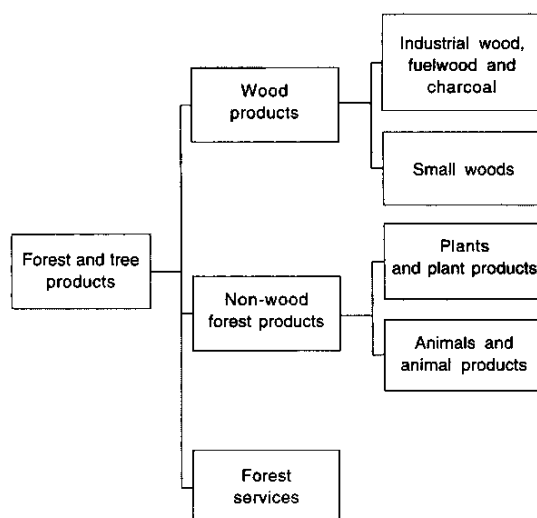 Industrial wood,
fuelwood and
charcoal
Wood
products
Small woods
Forest and tree
products
Plants
and plant products
Non-wood
forest products
Animals and
animal products
Forest
services